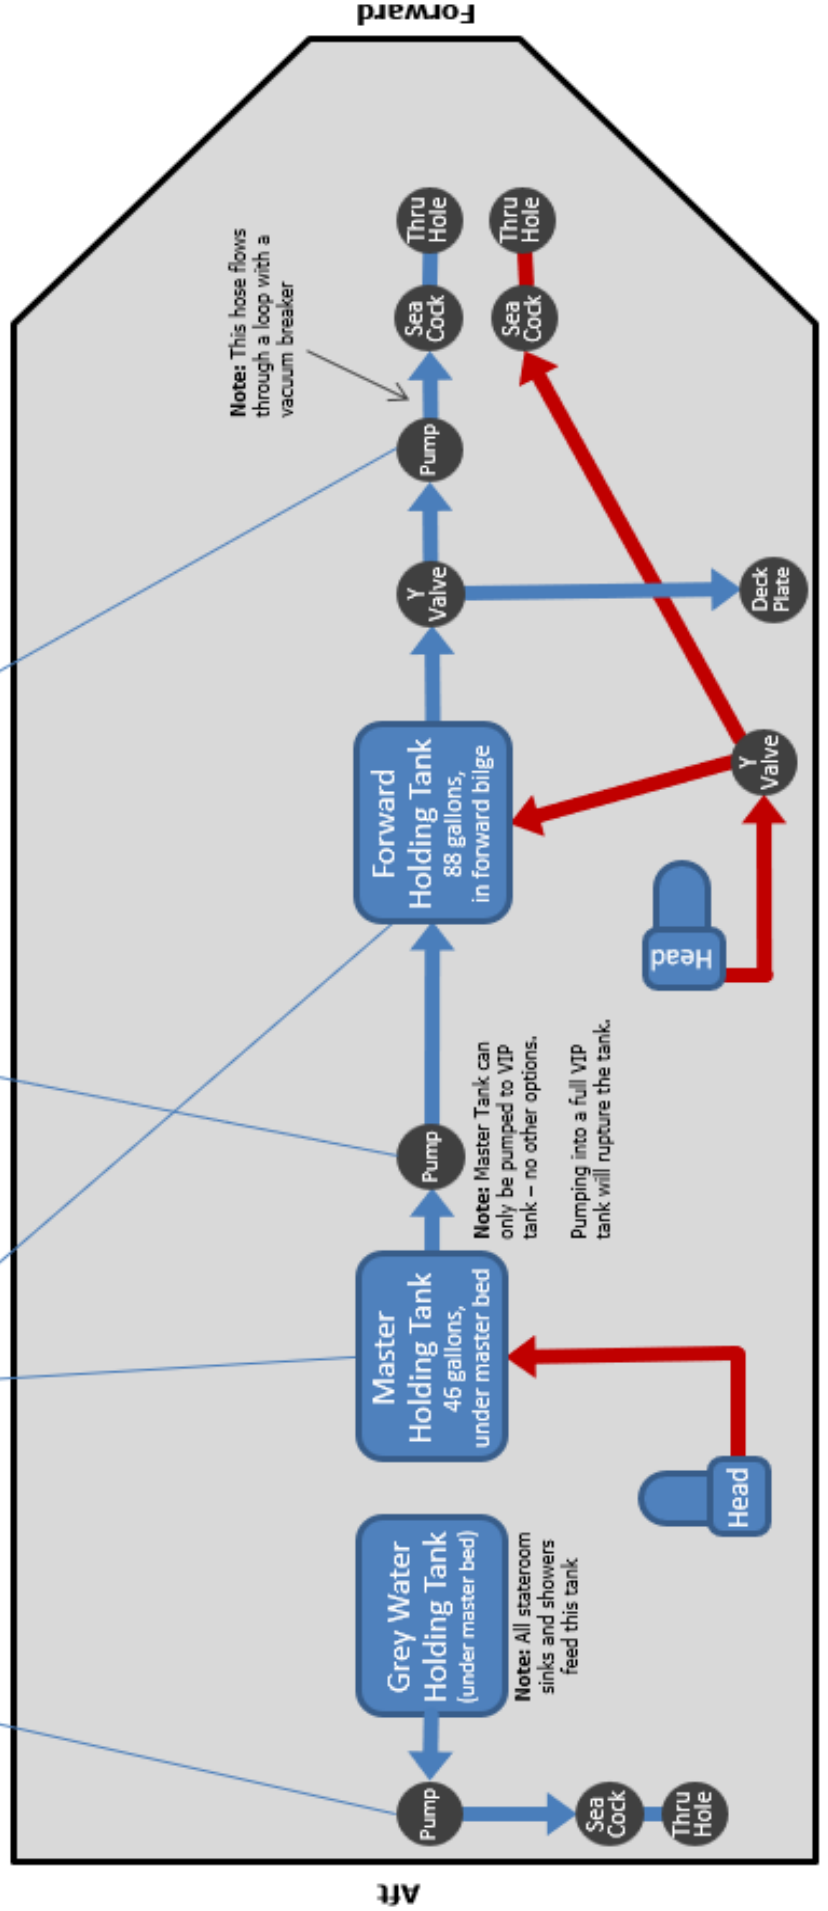 Forward
Note: This hose flows
through a loop with a
vacuum breaker
Thru
Hole
Sea
Cock
Thru
Hole
Sea
Cock
Pump
Y
Valve
Deck
Plate
Y
Valve
Forward
Holding Tank
88 gallons,
in forward bilge
Head
Pump
Note: Master Tank can
only be pumped to VIP
tank – no other options.
Pumping into a full VIP
tank will rupture the tank.
Master
Holding Tank
46 gallons,
under master bed
Head
Grey Water
Holding Tank
(under master bed)
Note: All stateroom
sinks and showers
feed this tank
Pump
Sea
Cock
Thru
Hole
Aft